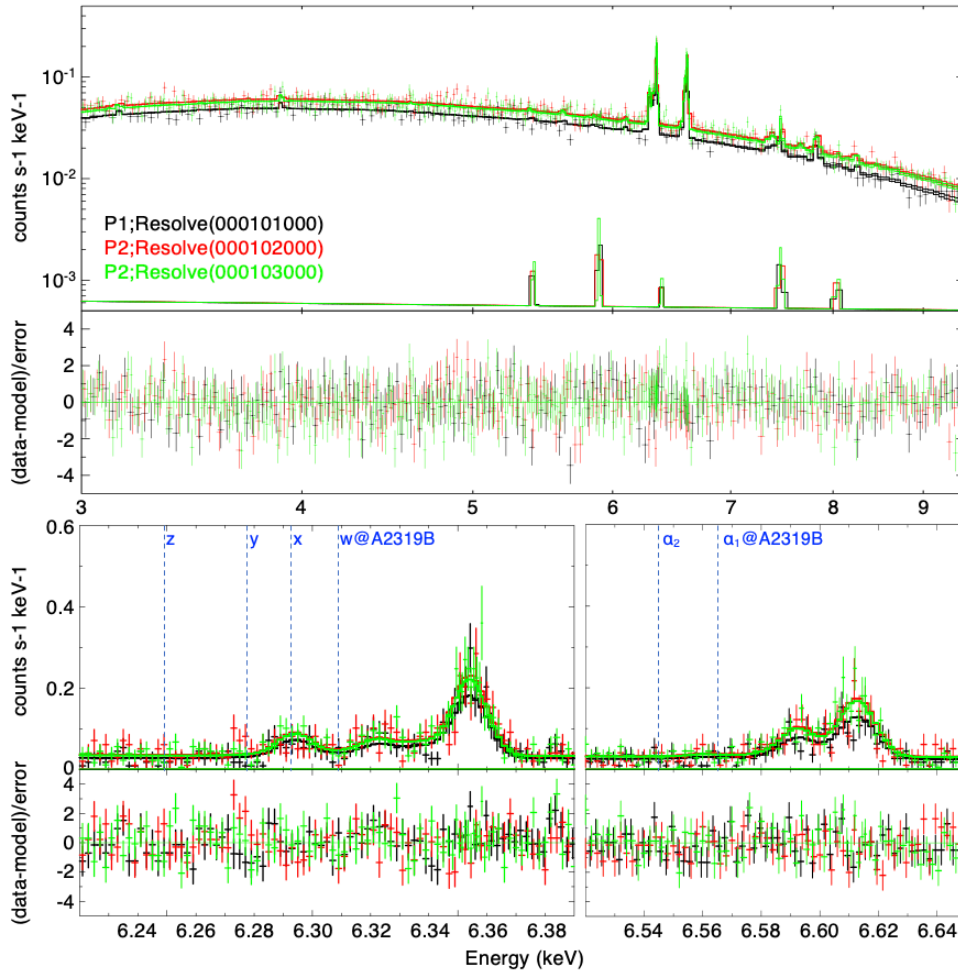 counts s-1 keV-1
10⁻¹
10⁻²
10⁻³
P1;Resolve(000101000)
P2;Resolve(000102000)
P2;Resolve(000103000)
(data-model)/error
4
2
0
-2
-4
3 4 5 6 7 8 9
counts s-1 keV-1
0.6
0.4
0.2
0
z y x w@A2319B
α₂ α₁@A2319B
(data-model)/error
4
2
0
-2
-4
6.24 6.26 6.28 6.30 6.32 6.34 6.36 6.38
6.54 6.56 6.58 6.60 6.62 6.64
Energy (keV)